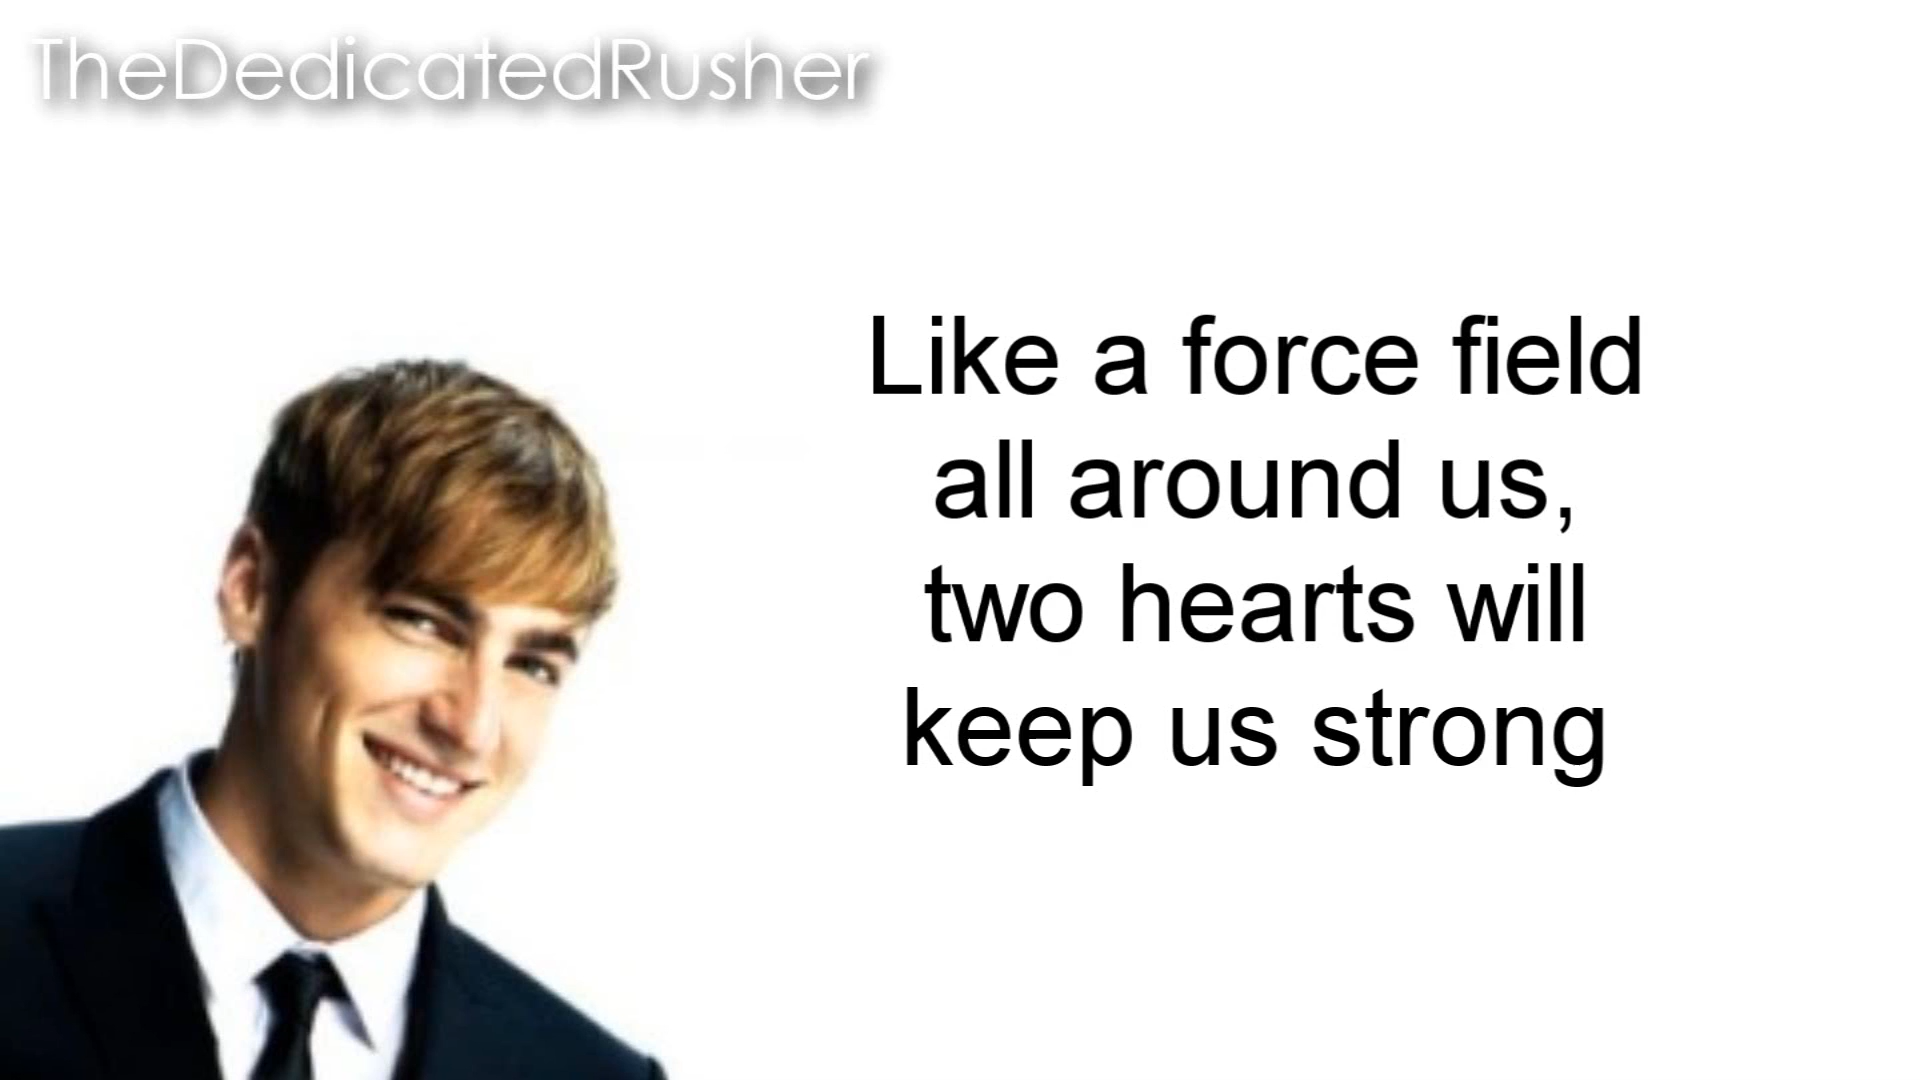 TheDedicatedRusher
Like a force field
all around us,
two hearts will
keep us strong